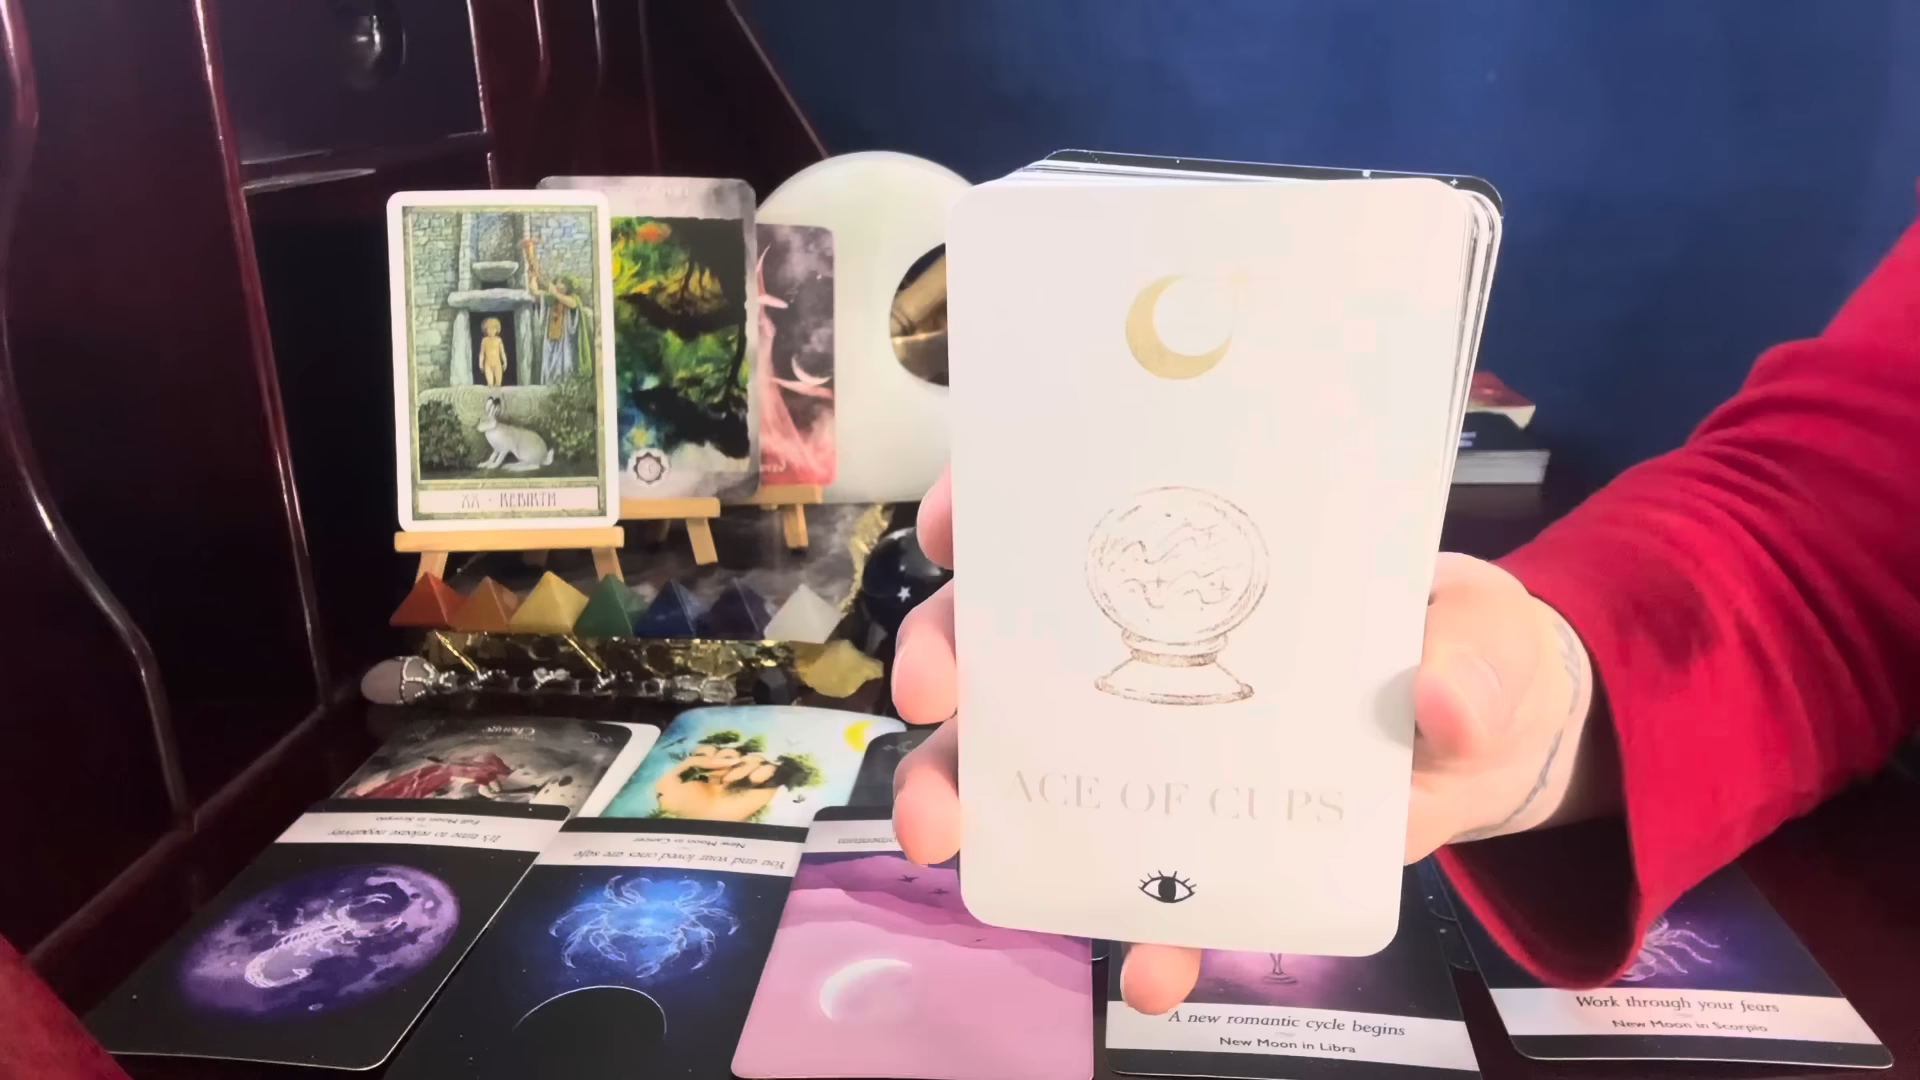 XX · REBIRTH
ACE OF CUPS
Change
It's time to release negativity
Full Moon in Scorpio
You and your loved ones are safe
New Moon in Cancer
A new romantic cycle begins
New Moon in Libra
Work through your fears
New Moon in Scorpio